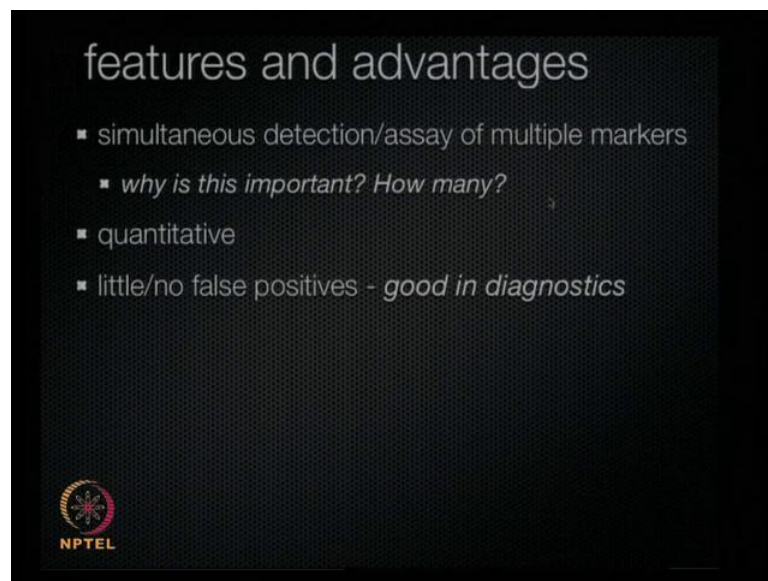 features and advantages
simultaneous detection/assay of multiple markers
why is this important? How many?
quantitative
little/no false positives - good in diagnostics
NPTEL